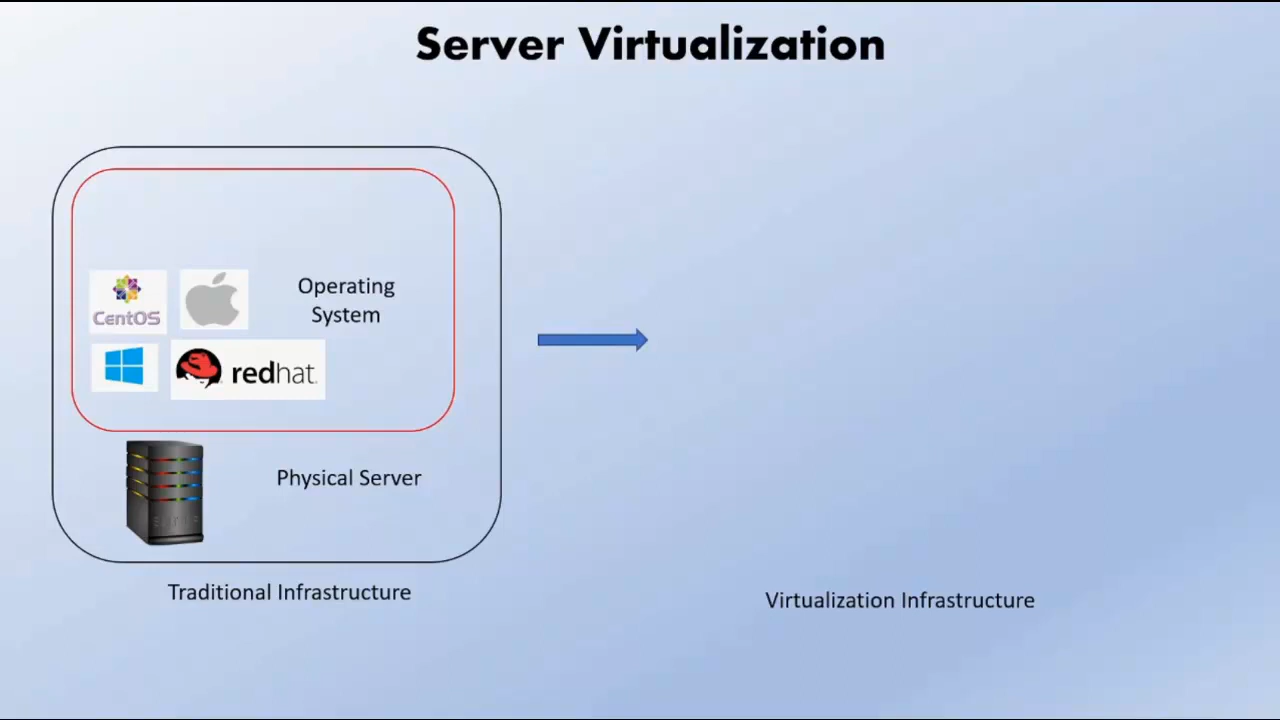 Server Virtualization
Operating
System
CentOS
redhat.
Physical Server
Traditional Infrastructure
Virtualization Infrastructure